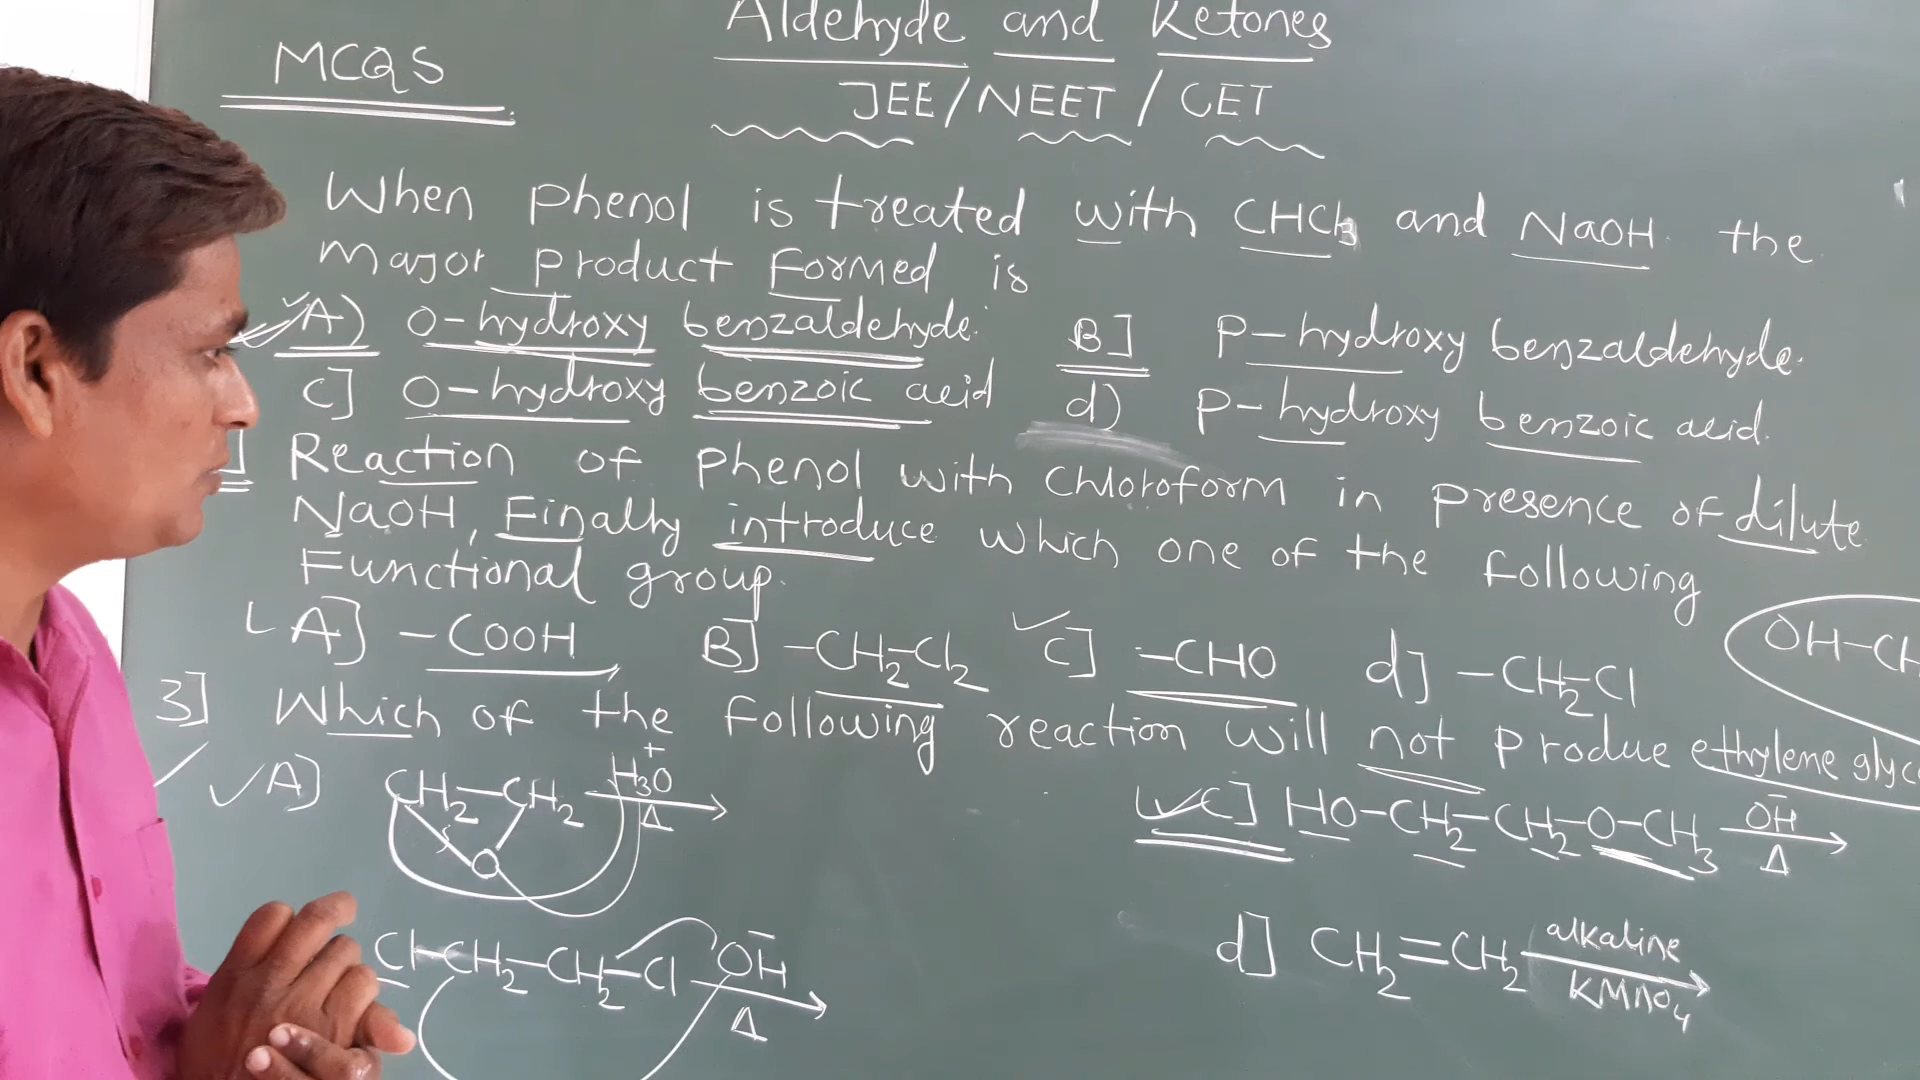 Aldehyde and Ketones
MCQS
JEE/NEET/CET
When phenol is treated with CHCl3 and NaOH. the
Major product Formed is
A) O-hydroxy benzaldehyde. B] P-hydroxy benzaldehyde.
C] O-hydroxy benzoic acid d) P-hydroxy benzoic acid.
] Reaction of phenol with chloroform in presence of dilute
NaOH, Finally introduce which one of the following
Functional group.
A] -COOH B] -CH2-Cl2 C] -CHO d] -CH2-Cl
OH-CH
3] Which of the following reaction will not produe ethylene glyc
A] CH2-CH2 H3O+ Δ
O
C] HO-CH2-CH2-O-CH3 OH̄ Δ
Cl-CH2-CH2-Cl OH̄ Δ
d] CH2=CH2 alkaline KMnO4